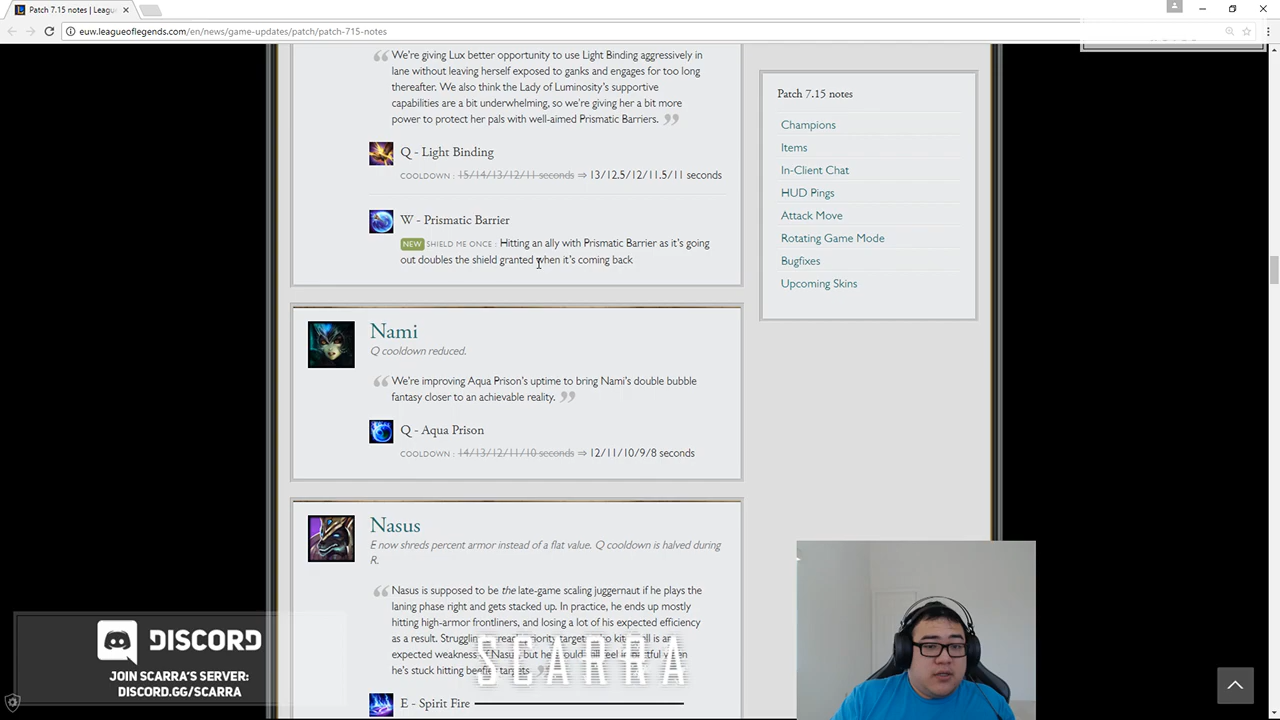 Patch 7.15 notes | Leagu
euw.leagueoflegends.com/en/news/game-updates/patch/patch-715-notes
We're giving Lux better opportunity to use Light Binding aggressively in
lane without leaving herself exposed to ganks and engages for too long
thereafter. We also think the Lady of Luminosity's supportive
capabilities are a bit underwhelming, so we're giving her a bit more
power to protect her pals with well-aimed Prismatic Barriers.
Q - Light Binding
COOLDOWN : 15/14/13/12/11 seconds ⇒ 13/12.5/12/11.5/11 seconds
W - Prismatic Barrier
NEW SHIELD ME ONCE : Hitting an ally with Prismatic Barrier as it's going
out doubles the shield granted when it's coming back
Nami
Q cooldown reduced.
We're improving Aqua Prison's uptime to bring Nami's double bubble
fantasy closer to an achievable reality.
Q - Aqua Prison
COOLDOWN : 14/13/12/11/10 seconds ⇒ 12/11/10/9/8 seconds
Nasus
E now shreds percent armor instead of a flat value. Q cooldown is halved during
R.
Nasus is supposed to be the late-game scaling juggernaut if he plays the
laning phase right and gets stacked up. In practice, he ends up mostly
hitting high-armor frontliners, and losing a lot of his expected efficiency
as a result. Struggling
expected weakness
he's stuck hitting
E - Spirit Fire
Patch 7.15 notes
Champions
Items
In-Client Chat
HUD Pings
Attack Move
Rotating Game Mode
Bugfixes
Upcoming Skins
DISCORD
JOIN SCARRA'S SERVER:
DISCORD.GG/SCARRA
SCARRA